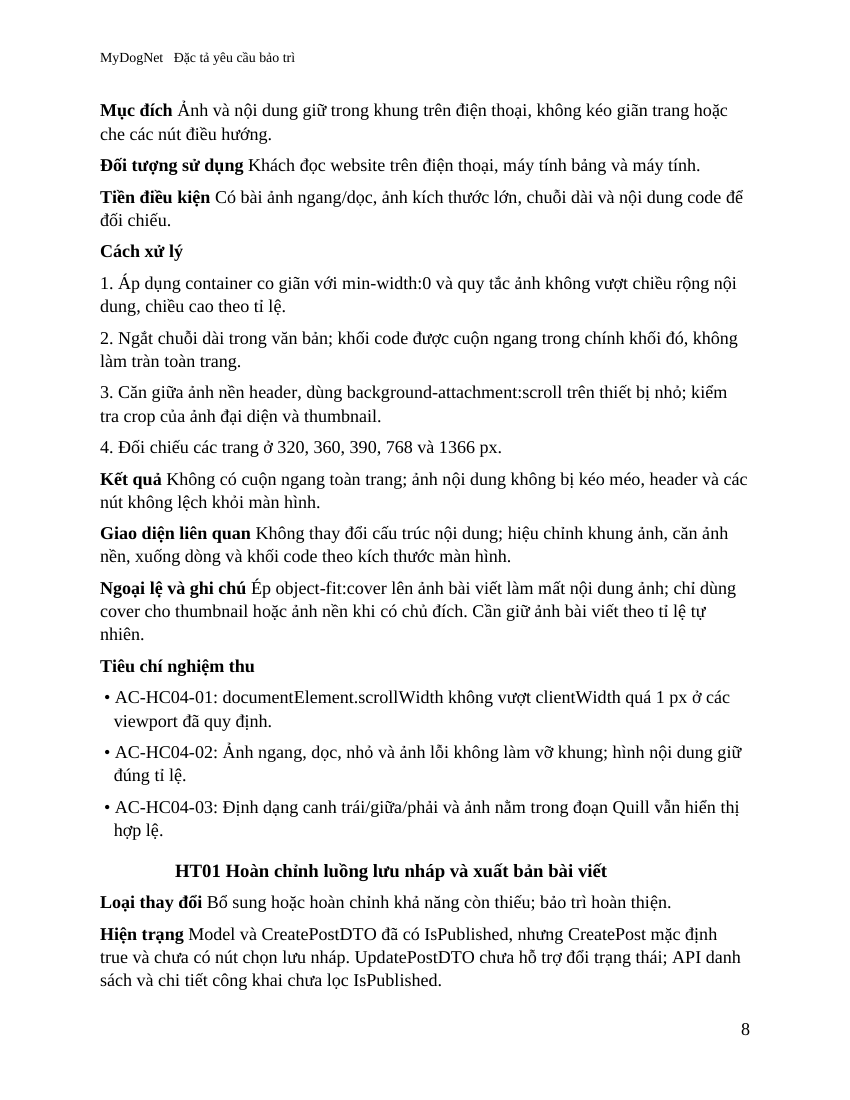 MyDogNet   Đặc tả yêu cầu bảo trì
Mục đích Ảnh và nội dung giữ trong khung trên điện thoại, không kéo giãn trang hoặc
che các nút điều hướng.
Đối tượng sử dụng Khách đọc website trên điện thoại, máy tính bảng và máy tính.
Tiền điều kiện Có bài ảnh ngang/dọc, ảnh kích thước lớn, chuỗi dài và nội dung code để
đối chiếu.
Cách xử lý
1. Áp dụng container co giãn với min-width:0 và quy tắc ảnh không vượt chiều rộng nội
dung, chiều cao theo tỉ lệ.
2. Ngắt chuỗi dài trong văn bản; khối code được cuộn ngang trong chính khối đó, không
làm tràn toàn trang.
3. Căn giữa ảnh nền header, dùng background-attachment:scroll trên thiết bị nhỏ; kiểm
tra crop của ảnh đại diện và thumbnail.
4. Đối chiếu các trang ở 320, 360, 390, 768 và 1366 px.
Kết quả Không có cuộn ngang toàn trang; ảnh nội dung không bị kéo méo, header và các
nút không lệch khỏi màn hình.
Giao diện liên quan Không thay đổi cấu trúc nội dung; hiệu chỉnh khung ảnh, căn ảnh
nền, xuống dòng và khối code theo kích thước màn hình.
Ngoại lệ và ghi chú Ép object-fit:cover lên ảnh bài viết làm mất nội dung ảnh; chỉ dùng
cover cho thumbnail hoặc ảnh nền khi có chủ đích. Cần giữ ảnh bài viết theo tỉ lệ tự
nhiên.
Tiêu chí nghiệm thu
• AC-HC04-01: documentElement.scrollWidth không vượt clientWidth quá 1 px ở các
viewport đã quy định.
• AC-HC04-02: Ảnh ngang, dọc, nhỏ và ảnh lỗi không làm vỡ khung; hình nội dung giữ
đúng tỉ lệ.
• AC-HC04-03: Định dạng canh trái/giữa/phải và ảnh nằm trong đoạn Quill vẫn hiển thị
hợp lệ.
HT01 Hoàn chỉnh luồng lưu nháp và xuất bản bài viết
Loại thay đổi Bổ sung hoặc hoàn chỉnh khả năng còn thiếu; bảo trì hoàn thiện.
Hiện trạng Model và CreatePostDTO đã có IsPublished, nhưng CreatePost mặc định
true và chưa có nút chọn lưu nháp. UpdatePostDTO chưa hỗ trợ đổi trạng thái; API danh
sách và chi tiết công khai chưa lọc IsPublished.
8